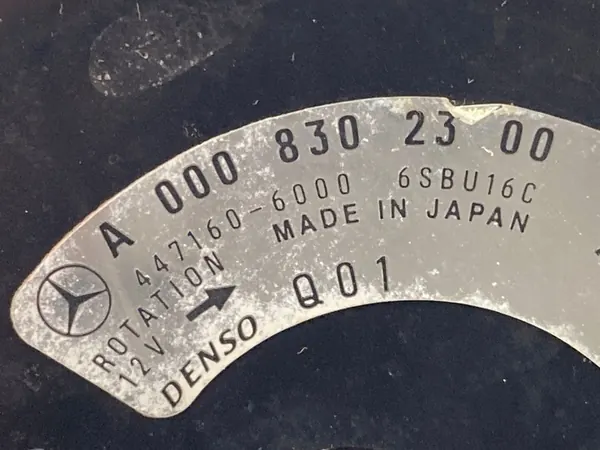 A 000 830 23 00
447160-6000 6SBU16C
MADE IN JAPAN
ROTATION
12V
DENSO
Q01